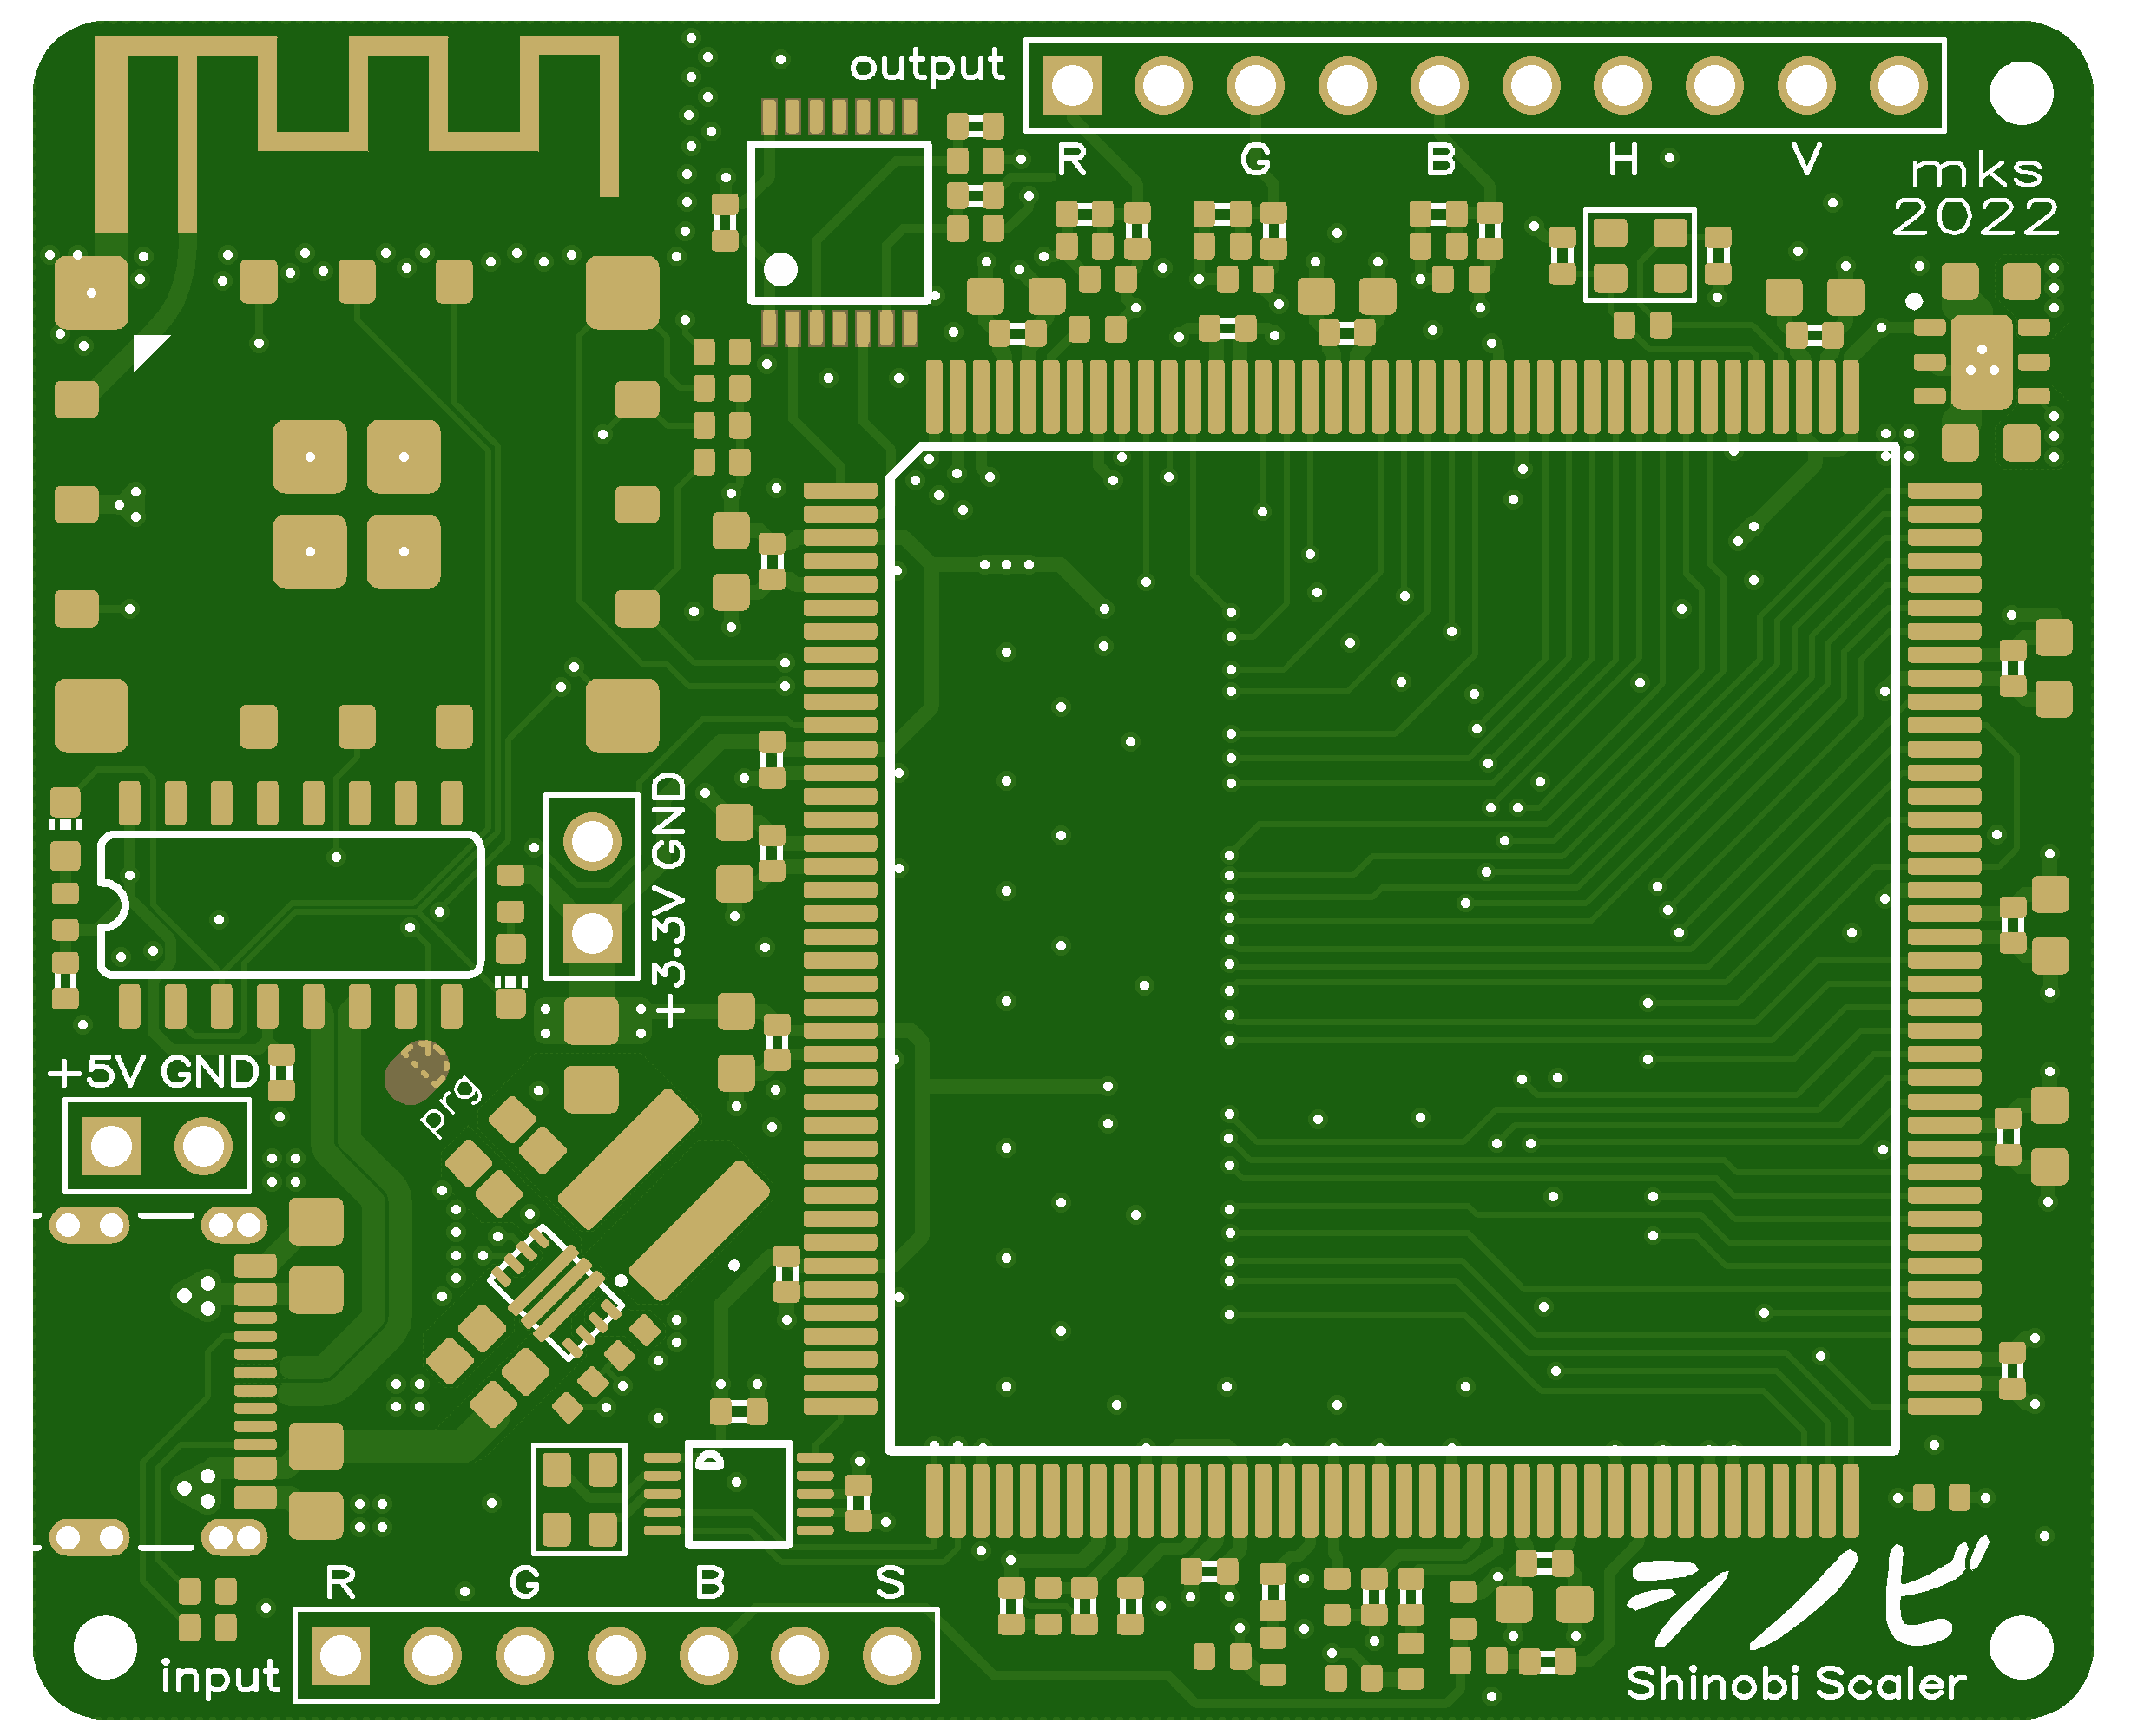 output
R G B H V
mks
2022
+3.3V GND
+5V GND
prg
R G B S
input
シノビ
Shinobi Scaler